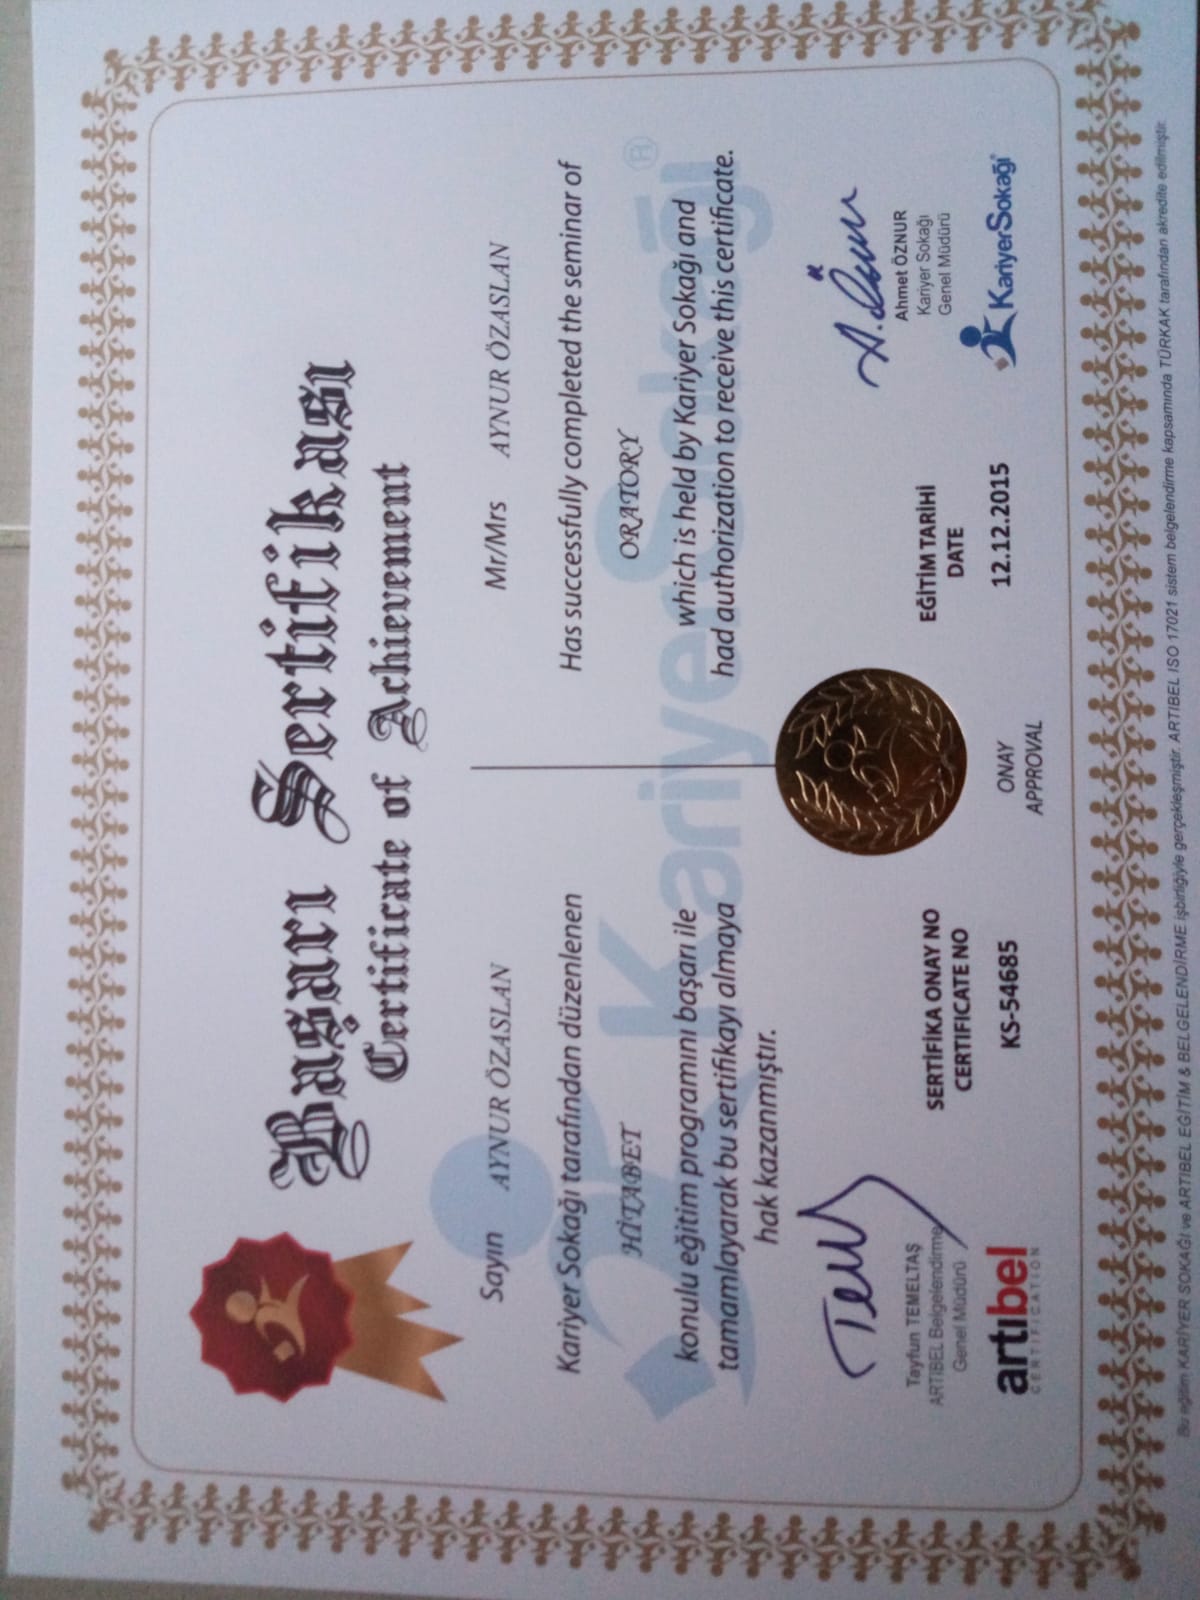 Başarı Sertifikası
Certificate of Achievement
Sayın AYNUR ÖZASLAN
Kariyer Sokağı tarafından düzenlenen
HİTABET
konulu eğitim programını başarı ile
tamamlayarak bu sertifikayı almaya
hak kazanmıştır.
Mr/Mrs AYNUR ÖZASLAN
Has successfully completed the seminar of
ORATORY
which is held by Kariyer Sokağı and
had authorization to receive this certificate.
KariyerSokağı®
Tayfun TEMELTAŞ
ARTIBEL Belgelendirme
Genel Müdürü
artıbel
CERTIFICATION
SERTİFİKA ONAY NO
CERTIFICATE NO
KS-54685
ONAY
APPROVAL
EĞİTİM TARİHİ
DATE
12.12.2015
A.Öznur
Ahmet ÖZNUR
Kariyer Sokağı
Genel Müdürü
KariyerSokağı®
Bu eğitim KARİYER SOKAĞI ve ARTIBEL EĞİTİM & BELGELENDİRME işbirliğiyle gerçekleşmiştir. ARTIBEL ISO 17021 sistem belgelendirme kapsamında TÜRKAK tarafından akredite edilmiştir.